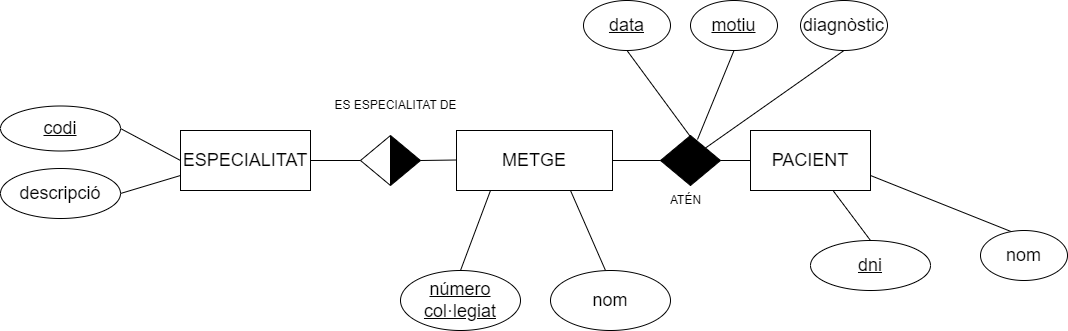 data
motiu
diagnòstic
ES ESPECIALITAT DE
codi
ESPECIALITAT
METGE
PACIENT
descripció
ATÉN
dni
nom
número
col·legiat
nom